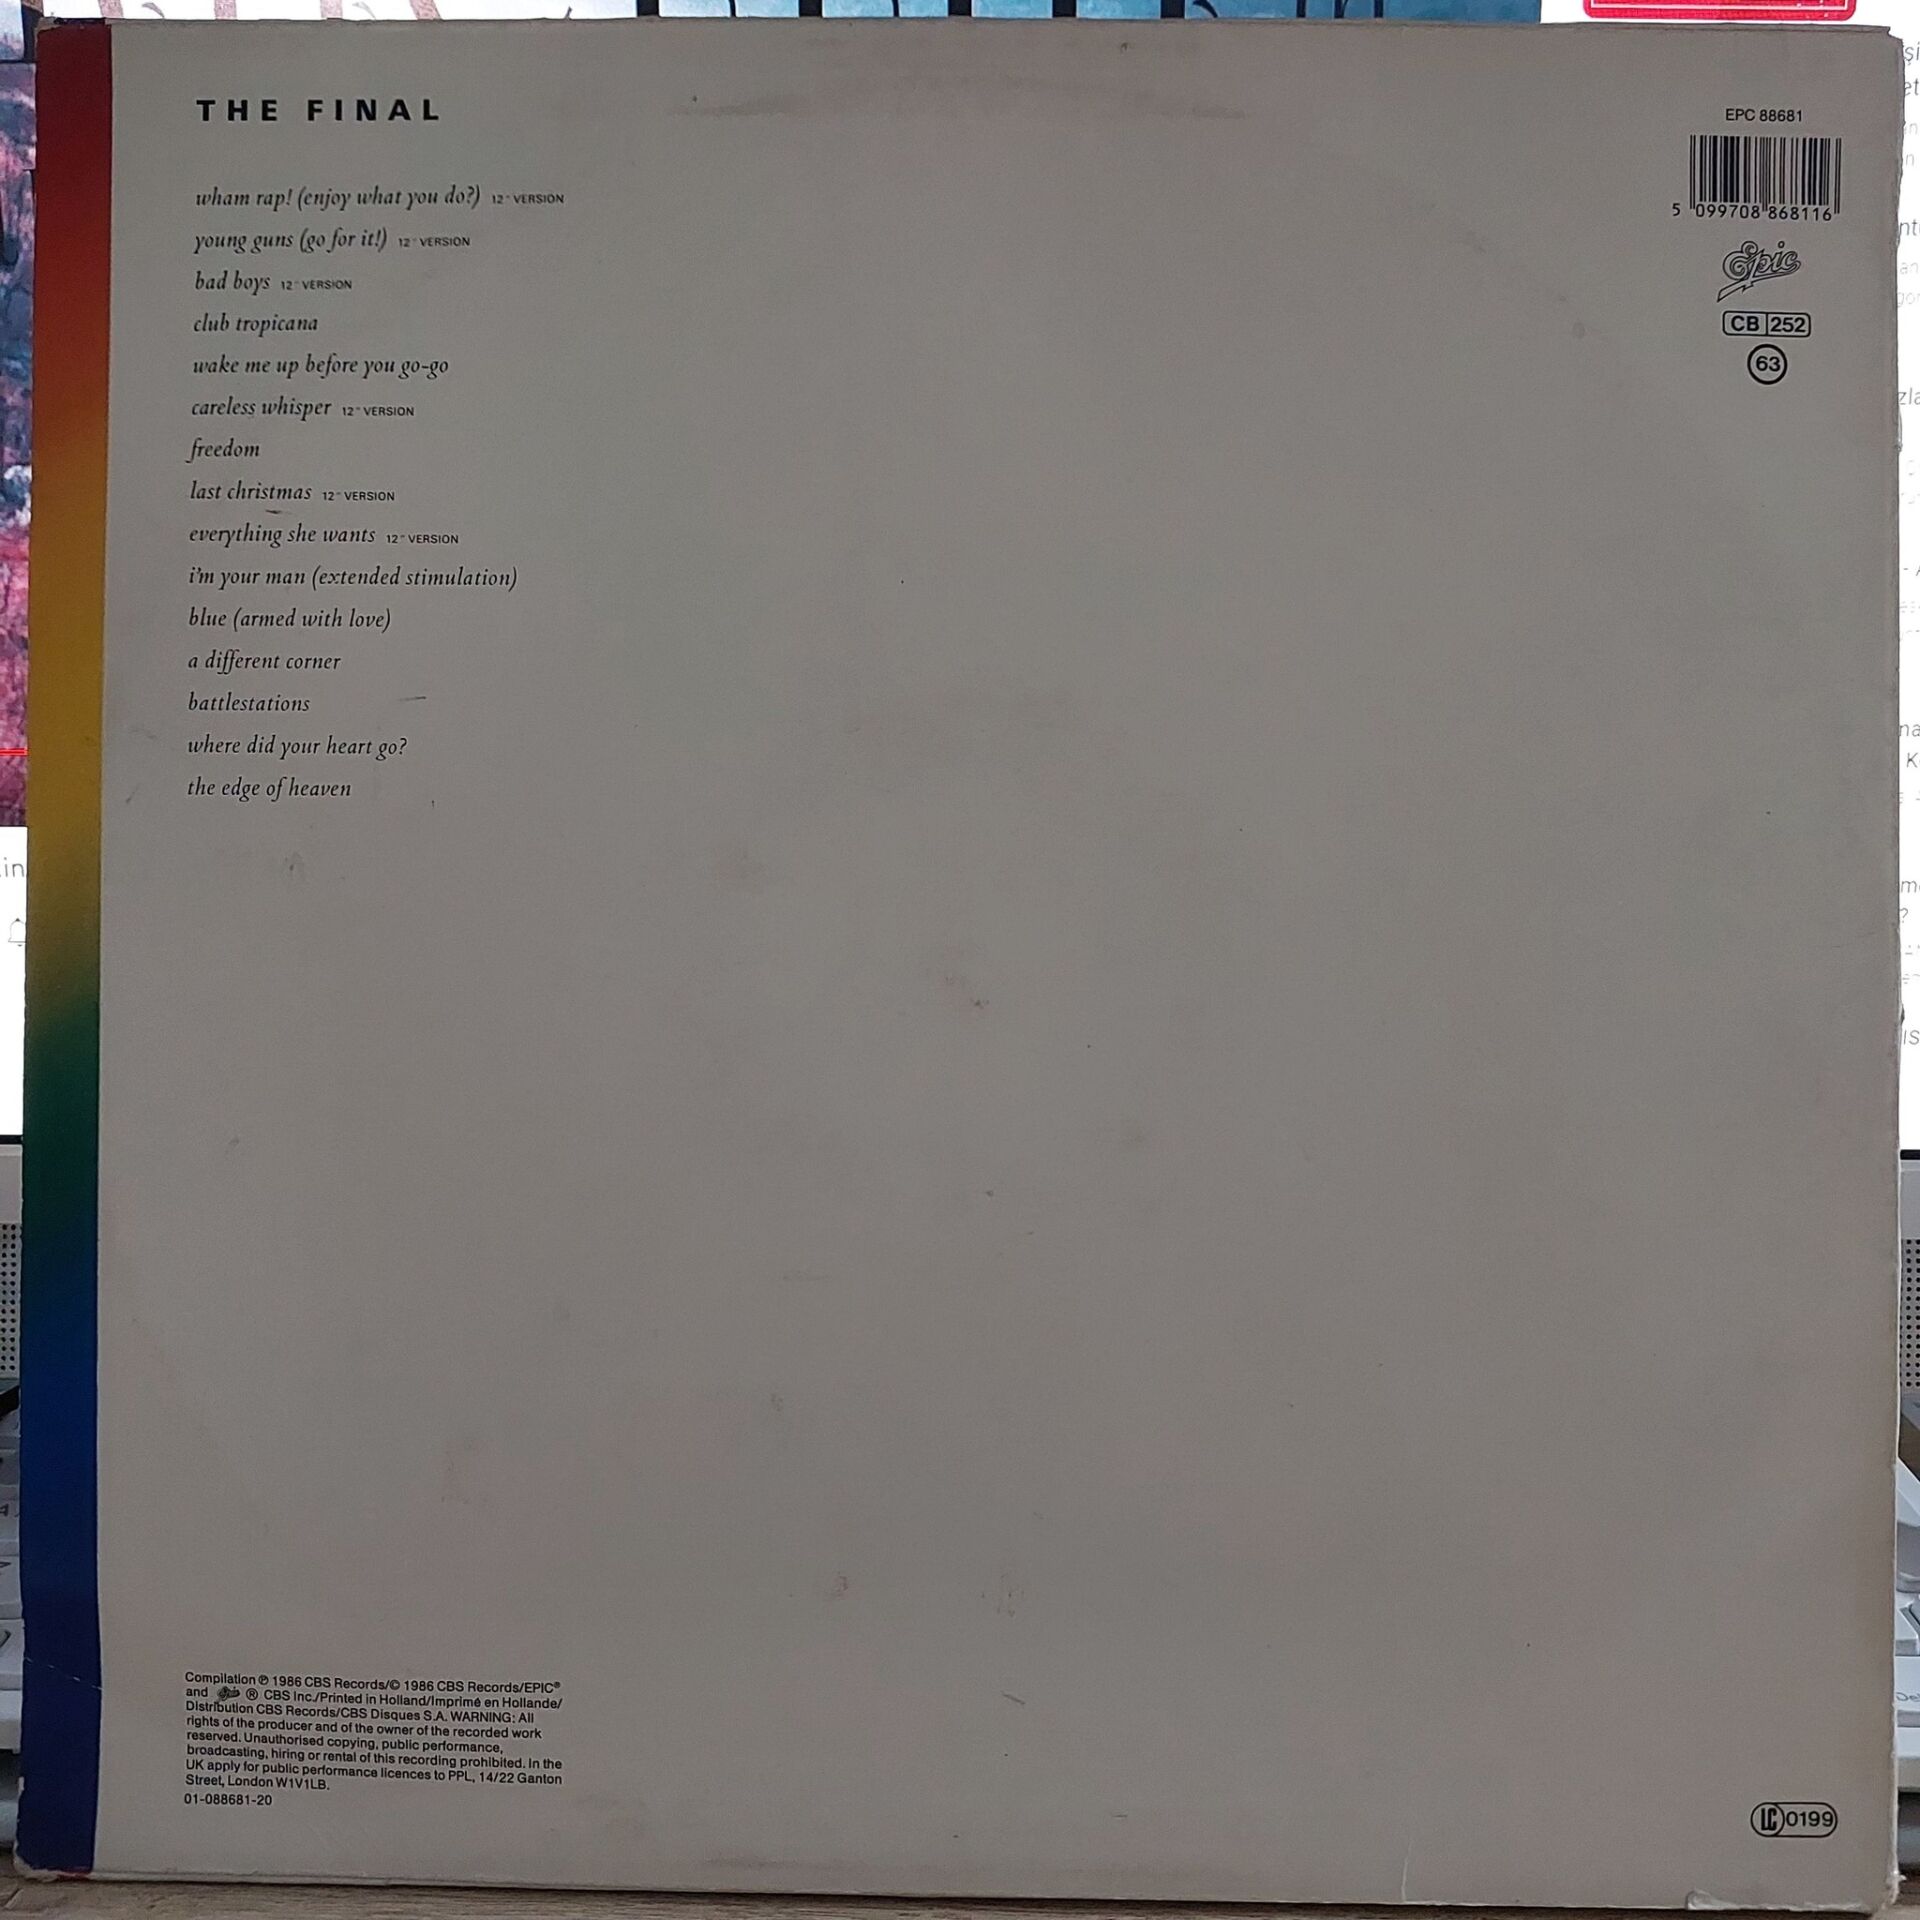 THE FINAL
wham rap! (enjoy what you do?) 12" VERSION
young guns (go for it!) 12" VERSION
bad boys 12" VERSION
club tropicana
wake me up before you go-go
careless whisper 12" VERSION
freedom
last christmas 12" VERSION
everything she wants 12" VERSION
i'm your man (extended stimulation)
blue (armed with love)
a different corner
battlestations
where did your heart go?
the edge of heaven
EPC 88681
5 099708 868116
Epic
CB 252
63
Compilation ℗ 1986 CBS Records/© 1986 CBS Records/EPIC®
and Epic ® CBS Inc./Printed in Holland/Imprimé en Hollande/
Distribution CBS Records/CBS Disques S.A. WARNING: All
rights of the producer and of the owner of the recorded work
reserved. Unauthorised copying, public performance,
broadcasting, hiring or rental of this recording prohibited. In the
UK apply for public performance licences to PPL, 14/22 Ganton
Street, London W1V1LB.
01-088681-20
LC 0199